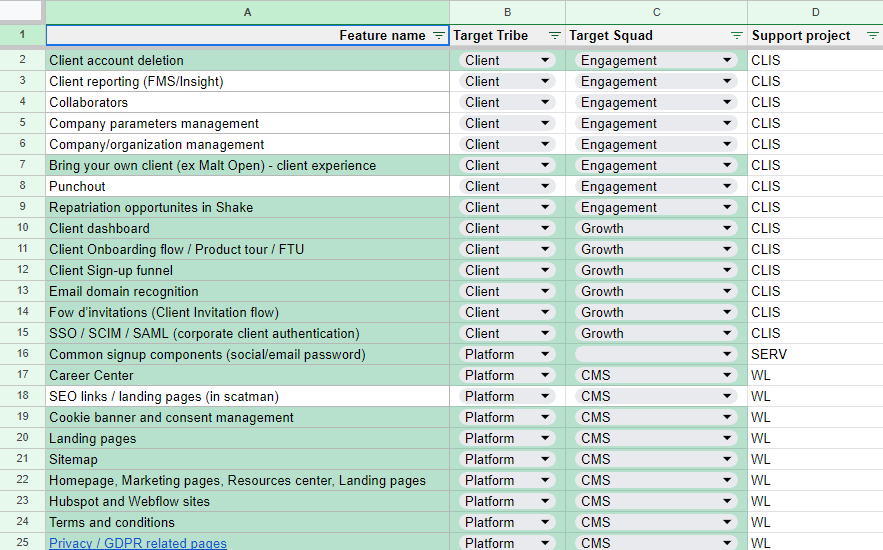 A B C D
1 Feature name Target Tribe Target Squad Support project
2 Client account deletion Client Engagement CLIS
3 Client reporting (FMS/Insight) Client Engagement CLIS
4 Collaborators Client Engagement CLIS
5 Company parameters management Client Engagement CLIS
6 Company/organization management Client Engagement CLIS
7 Bring your own client (ex Malt Open) - client experience Client Engagement CLIS
8 Punchout Client Engagement CLIS
9 Repatriation opportunites in Shake Client Engagement CLIS
10 Client dashboard Client Growth CLIS
11 Client Onboarding flow / Product tour / FTU Client Growth CLIS
12 Client Sign-up funnel Client Growth CLIS
13 Email domain recognition Client Growth CLIS
14 Fow d'invitations (Client Invitation flow) Client Growth CLIS
15 SSO / SCIM / SAML (corporate client authentication) Client Growth CLIS
16 Common signup components (social/email password) Platform SERV
17 Career Center Platform CMS WL
18 SEO links / landing pages (in scatman) Platform CMS WL
19 Cookie banner and consent management Platform CMS WL
20 Landing pages Platform CMS WL
21 Sitemap Platform CMS WL
22 Homepage, Marketing pages, Resources center, Landing pages Platform CMS WL
23 Hubspot and Webflow sites Platform CMS WL
24 Terms and conditions Platform CMS WL
25 Privacy / GDPR related pages Platform CMS WL